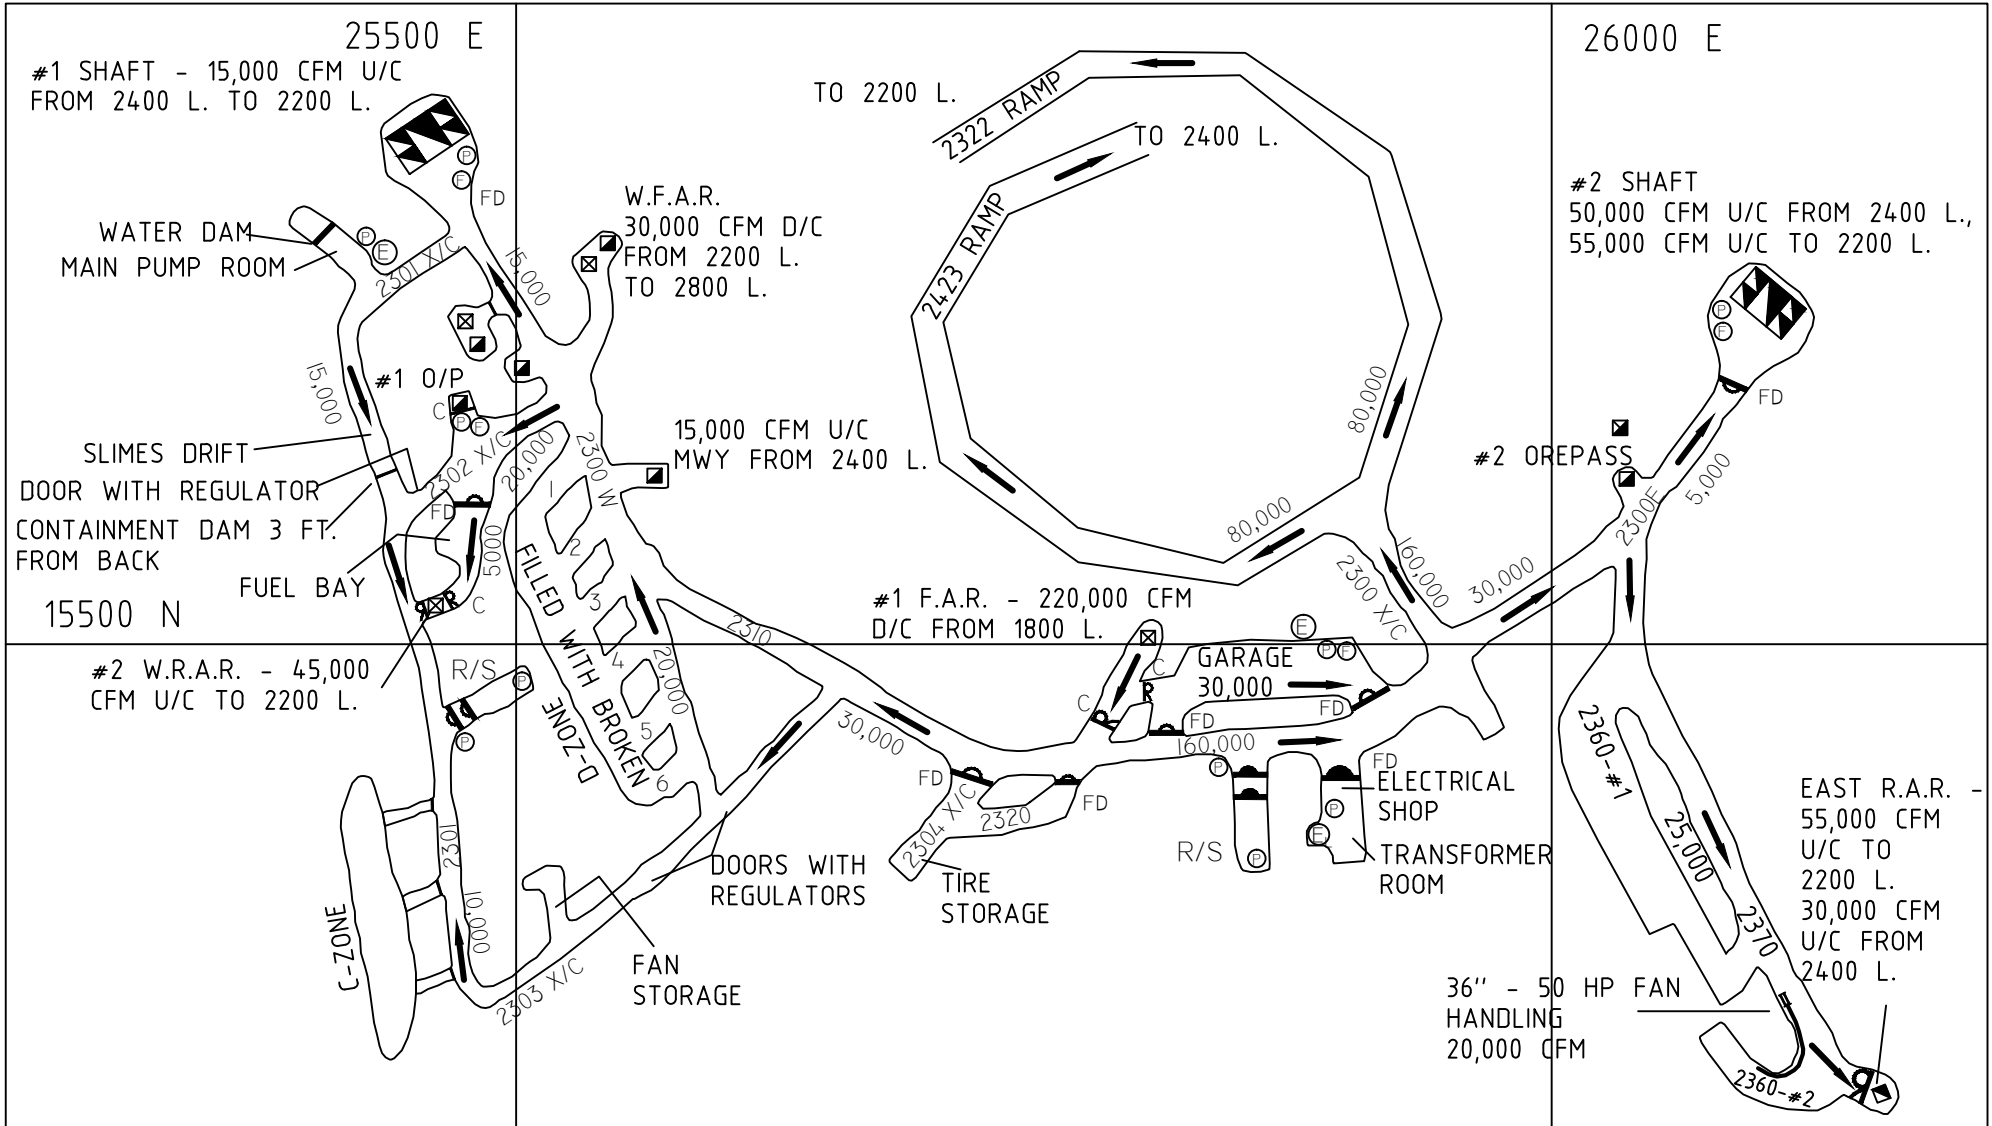 25500 E
26000 E
#1 SHAFT - 15,000 CFM U/C
FROM 2400 L. TO 2200 L.
TO 2200 L.
2322 RAMP
TO 2400 L.
2423 RAMP
P
F
FD
W.F.A.R.
30,000 CFM D/C
FROM 2200 L.
TO 2800 L.
#2 SHAFT
50,000 CFM U/C FROM 2400 L.,
55,000 CFM U/C TO 2200 L.
WATER DAM
MAIN PUMP ROOM
P
E
2301 X/C
15,000
P
F
FD
15,000
#1 O/P
C
P
F
80,000
15,000 CFM U/C
MWY FROM 2400 L.
#2 OREPASS
SLIMES DRIFT
DOOR WITH REGULATOR
CONTAINMENT DAM 3 FT.
FROM BACK
FUEL BAY
15500 N
2302 X/C
20,000
2300 W
FD
5000
R
R
C
1
2
3
4
5
6
FILLED WITH BROKEN
D-ZONE
20,000
2310
80,000
2300 X/C
160,000
30,000
2300E
5,000
#1 F.A.R. - 220,000 CFM
D/C FROM 1800 L.
#2 W.R.A.R. - 45,000
CFM U/C TO 2200 L.
R/S
P
P
C
C
R
E
P
F
GARAGE
30,000
FD
FD
160,000
30,000
FD
FD
2304 X/C
2320
TIRE
STORAGE
P
R/S
P
FD
ELECTRICAL
SHOP
P
E
TRANSFORMER
ROOM
2360-#1
25,000
2370
EAST R.A.R. -
55,000 CFM
U/C TO
2200 L.
30,000 CFM
U/C FROM
2400 L.
DOORS WITH
REGULATORS
2301
10,000
C-ZONE
2303 X/C
FAN
STORAGE
36" - 50 HP FAN
HANDLING
20,000 CFM
2360-#2
R